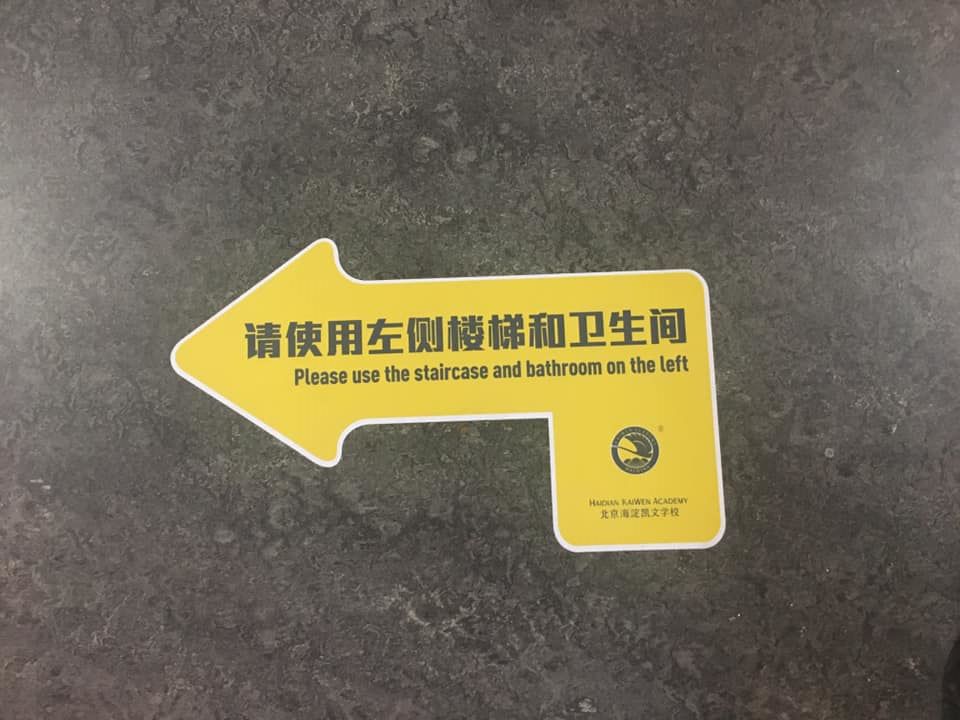 请使用左侧楼梯和卫生间
Please use the staircase and bathroom on the left
®
HAIDIAN KAIWEN ACADEMY
北京海淀凯文学校